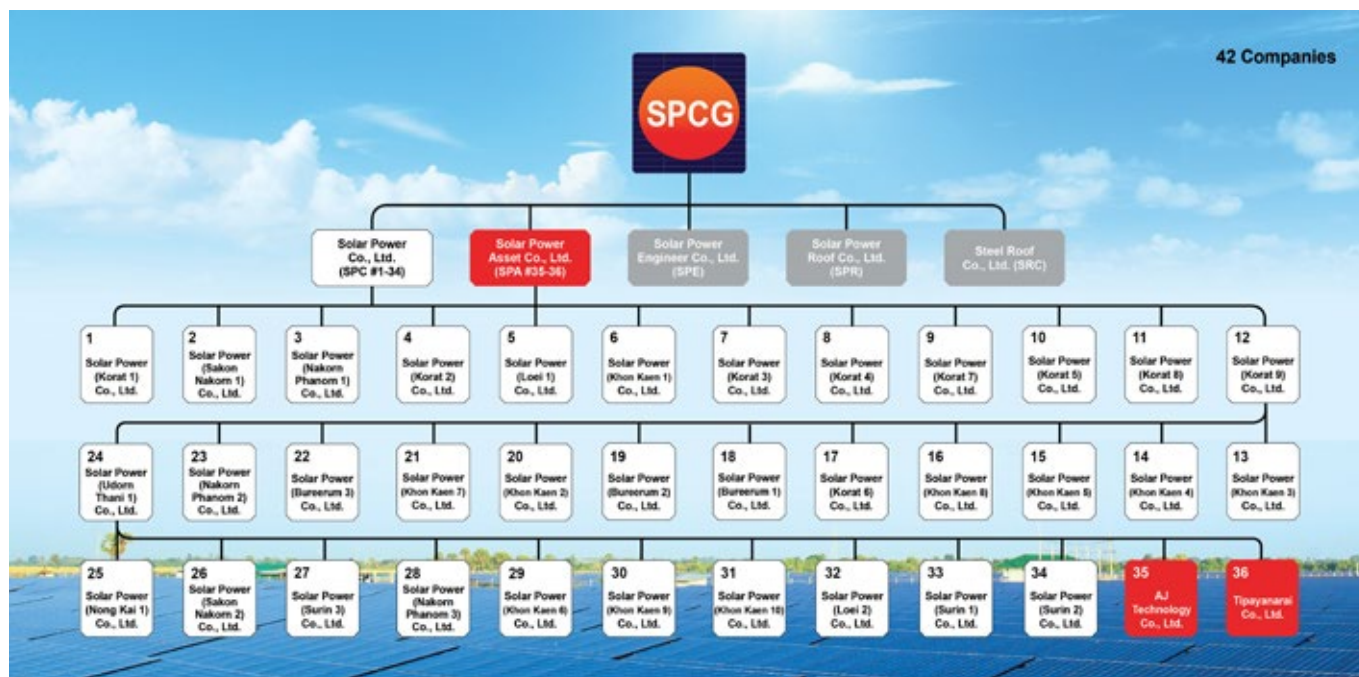 42 Companies
SPCG
Solar Power
Co., Ltd.
(SPC #1-34)
Solar Power
Asset Co., Ltd.
(SPA #35-36)
Solar Power
Engineer Co., Ltd.
(SPE)
Solar Power
Roof Co., Ltd.
(SPR)
Steel Roof
Co., Ltd. (SRC)
1
Solar Power
(Korat 1)
Co., Ltd.
2
Solar Power
(Sakon
Nakorn 1)
Co., Ltd.
3
Solar Power
(Nakorn
Phanom 1)
Co., Ltd.
4
Solar Power
(Korat 2)
Co., Ltd.
5
Solar Power
(Loei 1)
Co., Ltd.
6
Solar Power
(Khon Kaen 1)
Co., Ltd.
7
Solar Power
(Korat 3)
Co., Ltd.
8
Solar Power
(Korat 4)
Co., Ltd.
9
Solar Power
(Korat 7)
Co., Ltd.
10
Solar Power
(Korat 5)
Co., Ltd.
11
Solar Power
(Korat 8)
Co., Ltd.
12
Solar Power
(Korat 9)
Co., Ltd.
24
Solar Power
(Udorn
Thani 1)
Co., Ltd.
23
Solar Power
(Nakorn
Phanom 2)
Co., Ltd.
22
Solar Power
(Bureerum 3)
Co., Ltd.
21
Solar Power
(Khon Kaen 7)
Co., Ltd.
20
Solar Power
(Khon Kaen 2)
Co., Ltd.
19
Solar Power
(Bureerum 2)
Co., Ltd.
18
Solar Power
(Bureerum 1)
Co., Ltd.
17
Solar Power
(Korat 6)
Co., Ltd.
16
Solar Power
(Khon Kaen 8)
Co., Ltd.
15
Solar Power
(Khon Kaen 5)
Co., Ltd.
14
Solar Power
(Khon Kaen 4)
Co., Ltd.
13
Solar Power
(Khon Kaen 3)
Co., Ltd.
25
Solar Power
(Nong Kai 1)
Co., Ltd.
26
Solar Power
(Sakon
Nakorn 2)
Co., Ltd.
27
Solar Power
(Surin 3)
Co., Ltd.
28
Solar Power
(Nakorn
Phanom 3)
Co., Ltd.
29
Solar Power
(Khon Kaen 6)
Co., Ltd.
30
Solar Power
(Khon Kaen 9)
Co., Ltd.
31
Solar Power
(Khon Kaen 10)
Co., Ltd.
32
Solar Power
(Loei 2)
Co., Ltd.
33
Solar Power
(Surin 1)
Co., Ltd.
34
Solar Power
(Surin 2)
Co., Ltd.
35
AJ
Technology
Co., Ltd.
36
Tipayanarai
Co., Ltd.